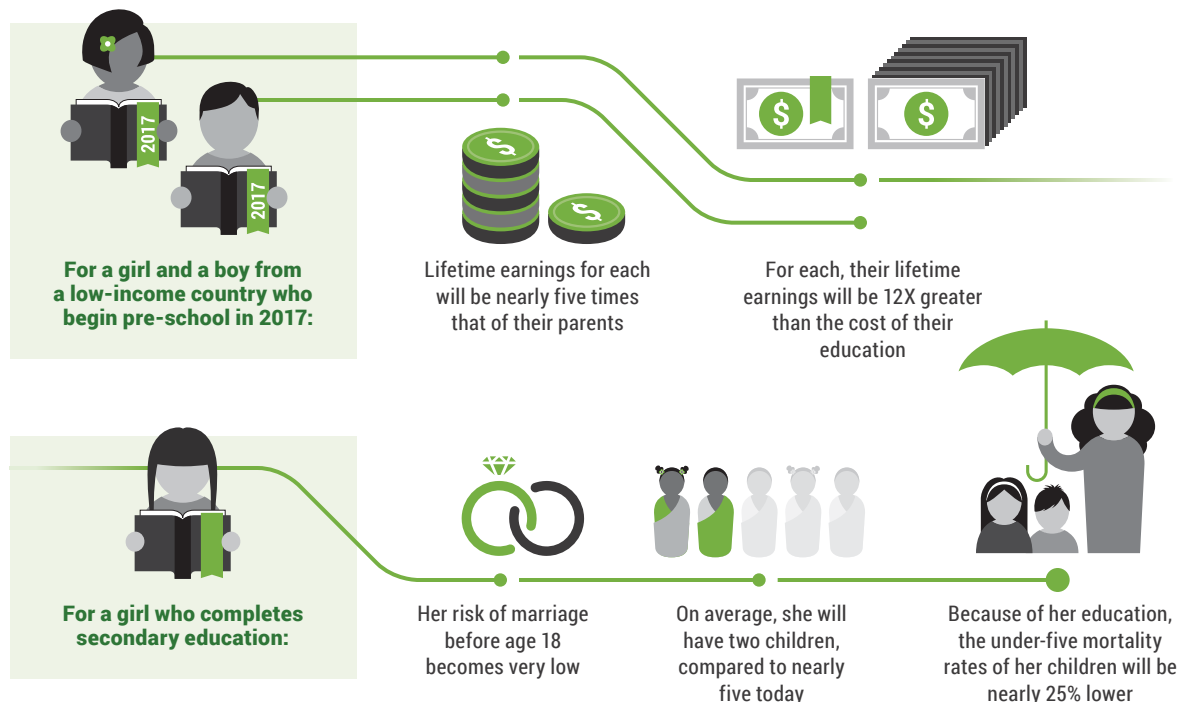 2017
2017
$
$
$
$
For a girl and a boy from
a low-income country who
begin pre-school in 2017:
Lifetime earnings for each
will be nearly five times
that of their parents
For each, their lifetime
earnings will be 12X greater
than the cost of their
education
For a girl who completes
secondary education:
Her risk of marriage
before age 18
becomes very low
On average, she will
have two children,
compared to nearly
five today
Because of her education,
the under-five mortality
rates of her children will be
nearly 25% lower